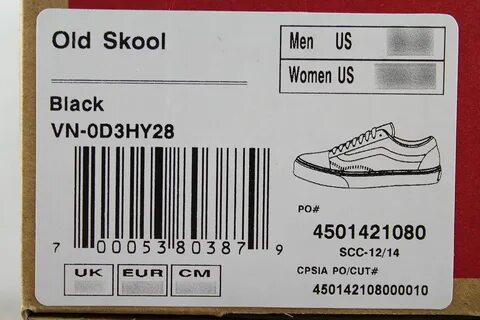 Old Skool
Men US
Women US
Black
VN-0D3HY28
PO#
4501421080
SCC-12/14
CPSIA PO/CUT#
450142108000010
7 00053 80387 9
UK EUR CM